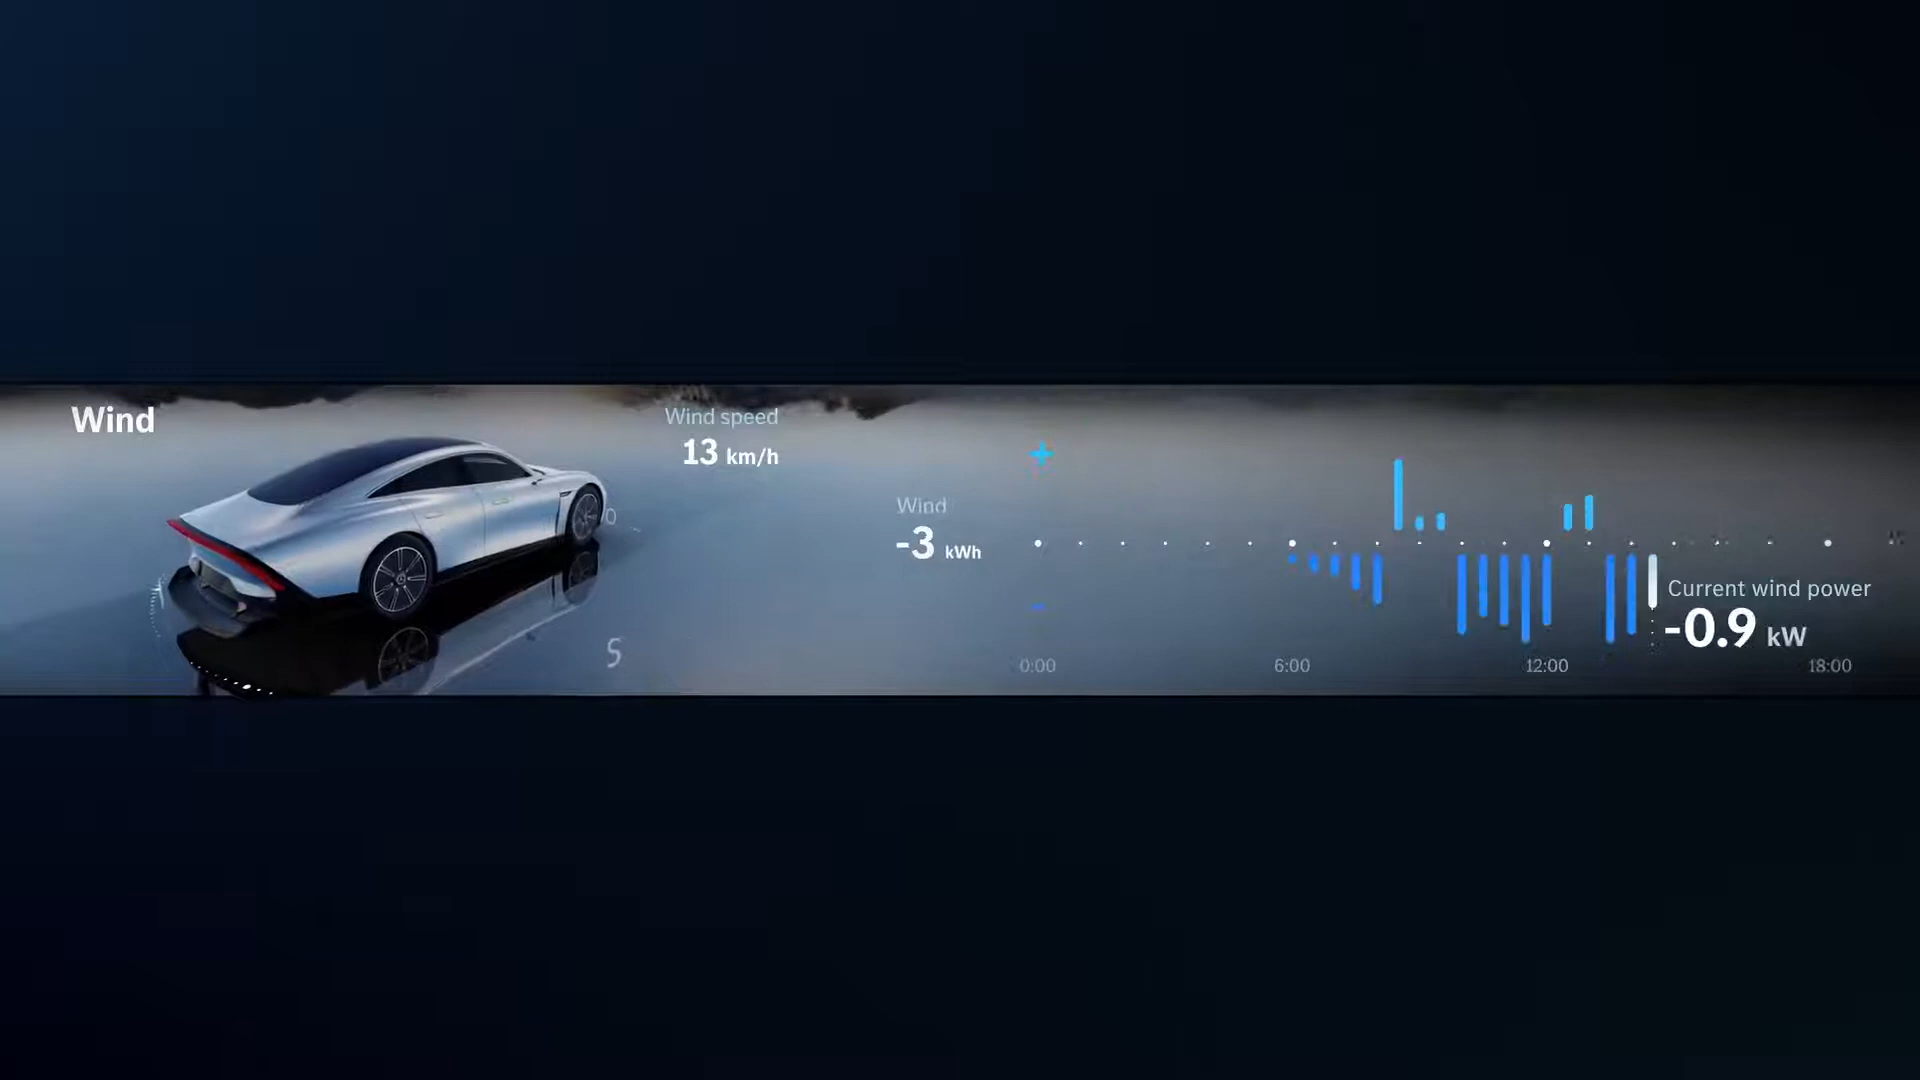 Wind
Wind speed
13 km/h
Wind
-3 kWh
+
-
Current wind power
-0.9 kW
0:00
6:00
12:00
18:00
S